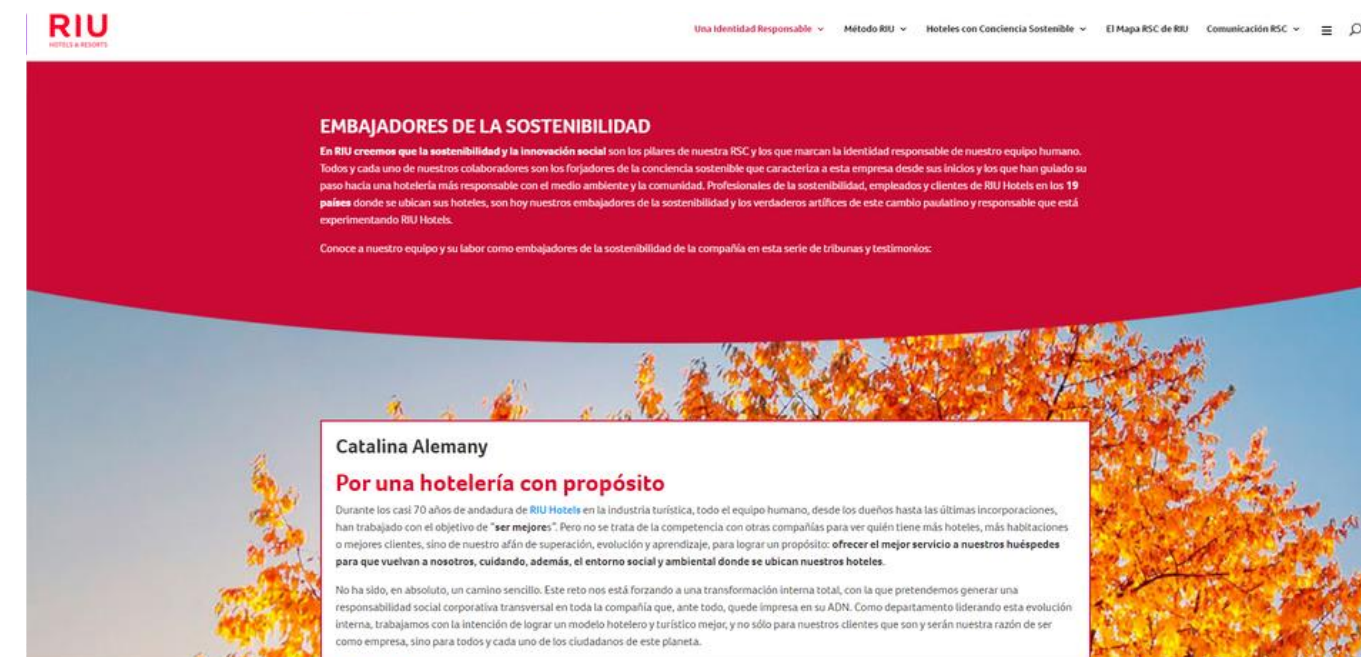 RIU
HOTELS & RESORTS
Una Identidad Responsable
Método RIU
Hoteles con Conciencia Sostenible
El Mapa RSC de RIU
Comunicación RSC
EMBAJADORES DE LA SOSTENIBILIDAD
En RIU creemos que la sostenibilidad y la innovación social son los pilares de nuestra RSC y los que marcan la identidad responsable de nuestro equipo humano.
Todos y cada uno de nuestros colaboradores son los forjadores de la conciencia sostenible que caracteriza a esta empresa desde sus inicios y los que han guiado su
paso hacia una hotelería más responsable con el medio ambiente y la comunidad. Profesionales de la sostenibilidad, empleados y clientes de RIU Hotels en los 19
países donde se ubican sus hoteles, son hoy nuestros embajadores de la sostenibilidad y los verdaderos artífices de este cambio paulatino y responsable que está
experimentando RIU Hotels.
Conoce a nuestro equipo y su labor como embajadores de la sostenibilidad de la compañía en esta serie de tribunas y testimonios:
Catalina Alemany
Por una hotelería con propósito
Durante los casi 70 años de andadura de RIU Hotels en la industria turística, todo el equipo humano, desde los dueños hasta las últimas incorporaciones,
han trabajado con el objetivo de "ser mejores". Pero no se trata de la competencia con otras compañías para ver quién tiene más hoteles, más habitaciones
o mejores clientes, sino de nuestro afán de superación, evolución y aprendizaje, para lograr un propósito: ofrecer el mejor servicio a nuestros huéspedes
para que vuelvan a nosotros, cuidando, además, el entorno social y ambiental donde se ubican nuestros hoteles.
No ha sido, en absoluto, un camino sencillo. Este reto nos está forzando a una transformación interna total, con la que pretendemos generar una
responsabilidad social corporativa transversal en toda la compañía que, ante todo, quede impresa en su ADN. Como departamento liderando esta evolución
interna, trabajamos con la intención de lograr un modelo hotelero y turístico mejor, y no sólo para nuestros clientes que son y serán nuestra razón de ser
como empresa, sino para todos y cada uno de los ciudadanos de este planeta.